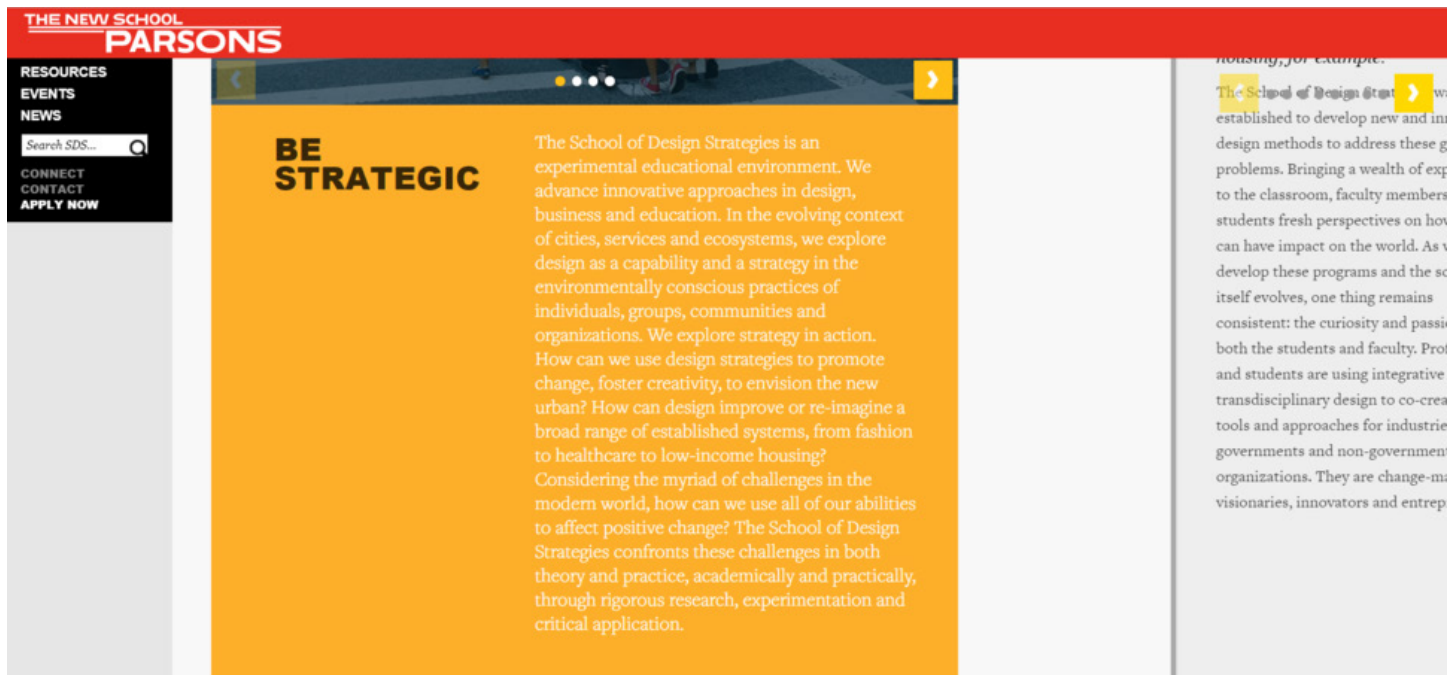 THE NEW SCHOOL
PARSONS
RESOURCES
EVENTS
NEWS
Search SDS...
CONNECT
CONTACT
APPLY NOW
BE
STRATEGIC
The School of Design Strategies is an
experimental educational environment. We
advance innovative approaches in design,
business and education. In the evolving context
of cities, services and ecosystems, we explore
design as a capability and a strategy in the
environmentally conscious practices of
individuals, groups, communities and
organizations. We explore strategy in action.
How can we use design strategies to promote
change, foster creativity, to envision the new
urban? How can design improve or re-imagine a
broad range of established systems, from fashion
to healthcare to low-income housing?
Considering the myriad of challenges in the
modern world, how can we use all of our abilities
to affect positive change? The School of Design
Strategies confronts these challenges in both
theory and practice, academically and practically,
through rigorous research, experimentation and
critical application.
housing, for example.
The School of Design
established to develop new and
design methods to address these
problems. Bringing a wealth of
to the classroom, faculty members
students fresh perspectives on
can have impact on the world. As
develop these programs and the
itself evolves, one thing remains
consistent: the curiosity and
both the students and faculty.
and students are using integrative
transdisciplinary design to
tools and approaches for
governments and
organizations. They are
visionaries, innovators and